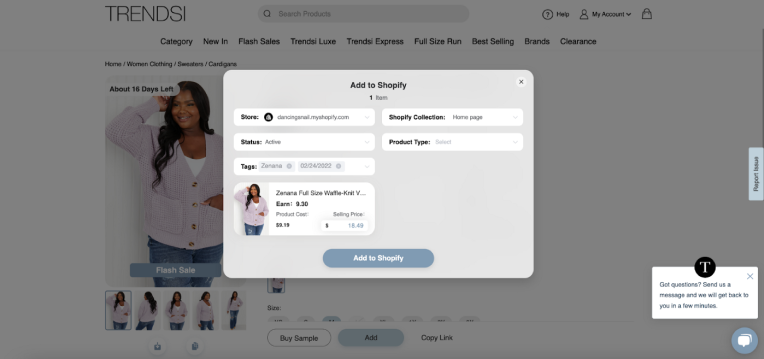 TRENDSI
Search Products
Help
My Account
Category New In Flash Sales Trendsi Luxe Trendsi Express Full Size Run Best Selling Brands Clearance
Home / Women Clothing / Sweaters / Cardigans
About 16 Days Left
Add to Shopify
1 Item
Store: dancingsnail.myshopify.com
Shopify Collection: Home page
Status: Active
Product Type: Select
Tags: Zenana 02/24/2022
Zenana Full Size Waffle-Knit V...
Earn: 9.30
Product Cost: Selling Price:
$9.19 $ 18.49
Add to Shopify
Flash Sale
Report Issue
T
Got questions? Send us a
message and we will get back to
you in a few minutes.
Size:
Buy Sample Add Copy Link